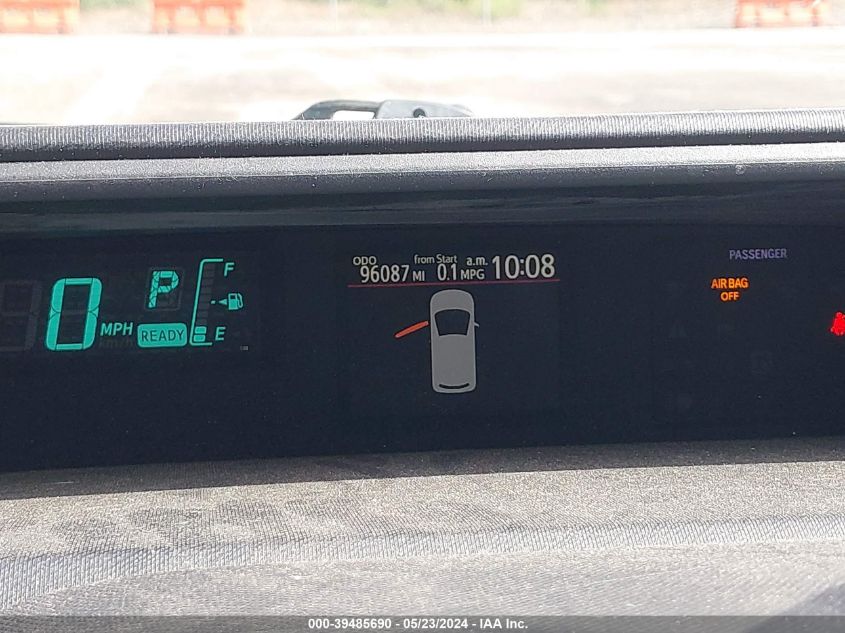 0 MPH
km/h
P
READY
F
E
ODO from Start a.m.
96087 MI 0.1 MPG 10:08
PASSENGER
AIR BAG
OFF
000-39485690 - 05/23/2024 - IAA Inc.